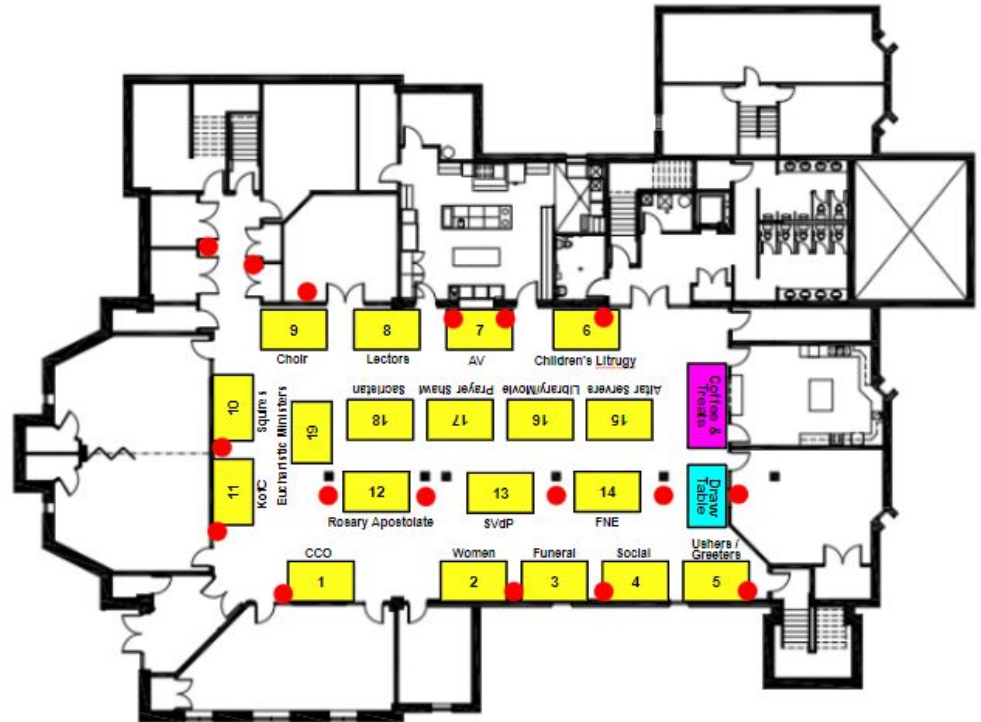 9
8
7
6
Choir
Lectors
AV
Children's Litrugy
10
Squires
Eucharistic Ministers
19
Sacristan
18
Prayer Shawl
17
Library/Movie
16
Altar Servers
15
Coffee &
Treats
11
KofC
12
Rosary Apostolate
13
SVdP
14
FNE
Draw
Table
CCO
1
Women
2
Funeral
3
Social
4
Ushers /
Greeters
5